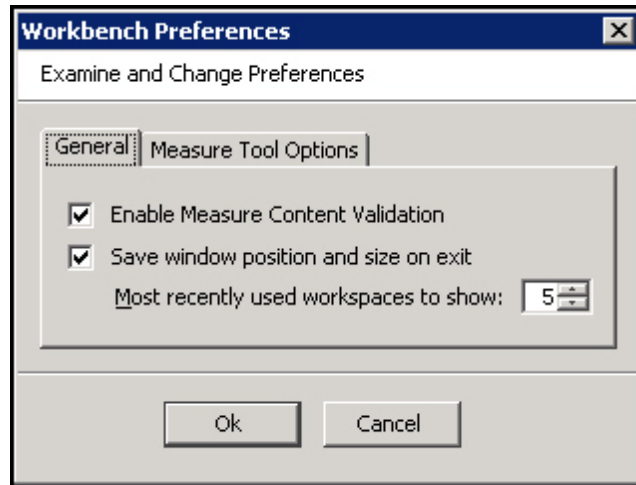 Workbench Preferences
Examine and Change Preferences
General Measure Tool Options
Enable Measure Content Validation
Save window position and size on exit
Most recently used workspaces to show: 5
Ok Cancel